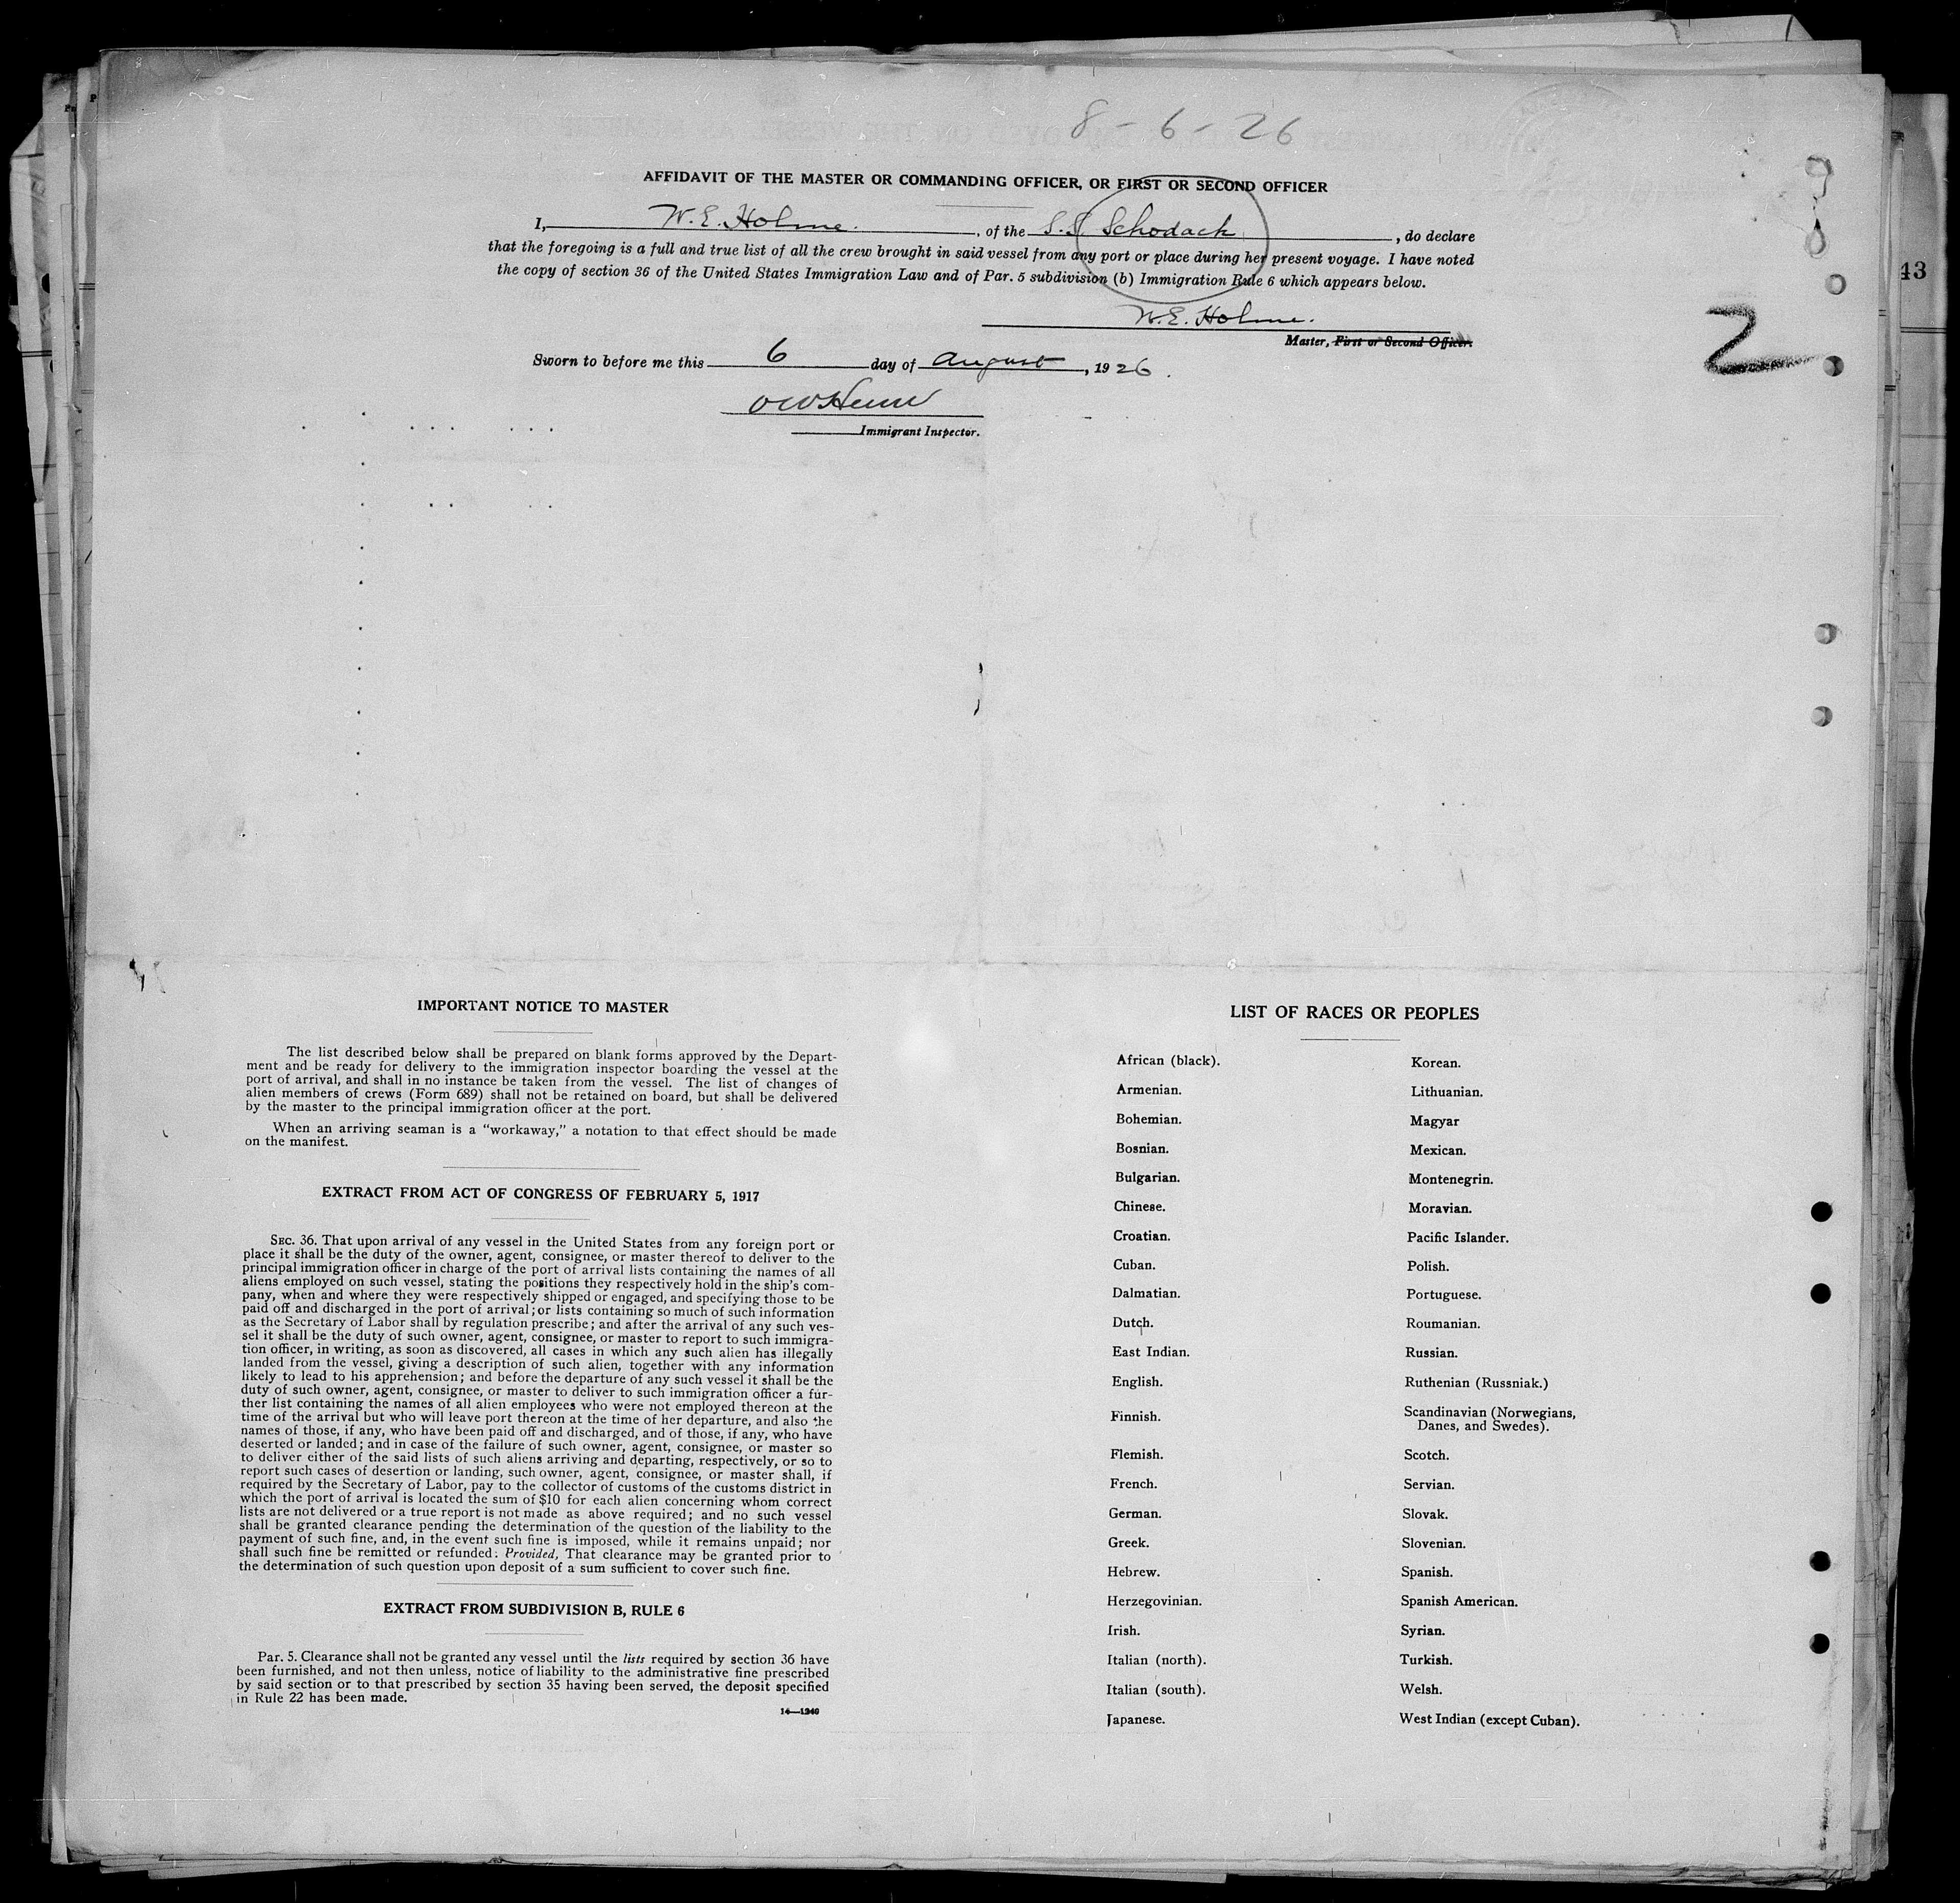 8 - 6 - 26
AFFIDAVIT OF THE MASTER OR COMMANDING OFFICER, OR FIRST OR SECOND OFFICER
I, W. E. Holme. , of the S.S. Schodack , do declare
that the foregoing is a full and true list of all the crew brought in said vessel from any port or place during her present voyage. I have noted
the copy of section 36 of the United States Immigration Law and of Par. 5 subdivision (b) Immigration Rule 6 which appears below.
W. E. Holme.
Master, First or Second Officer.
2
43
Sworn to before me this 6 day of August , 1926.
Immigrant Inspector.
IMPORTANT NOTICE TO MASTER
The list described below shall be prepared on blank forms approved by the Depart-
ment and be ready for delivery to the immigration inspector boarding the vessel at the
port of arrival, and shall in no instance be taken from the vessel. The list of changes of
alien members of crews (Form 689) shall not be retained on board, but shall be delivered
by the master to the principal immigration officer at the port.
When an arriving seaman is a “workaway,” a notation to that effect should be made
on the manifest.
EXTRACT FROM ACT OF CONGRESS OF FEBRUARY 5, 1917
SEC. 36. That upon arrival of any vessel in the United States from any foreign port or
place it shall be the duty of the owner, agent, consignee, or master thereof to deliver to the
principal immigration officer in charge of the port of arrival lists containing the names of all
aliens employed on such vessel, stating the positions they respectively hold in the ship's com-
pany, when and where they were respectively shipped or engaged, and specifying those to be
paid off and discharged in the port of arrival; or lists containing so much of such information
as the Secretary of Labor shall by regulation prescribe; and after the arrival of any such ves-
sel it shall be the duty of such owner, agent, consignee, or master to report to such immigra-
tion officer, in writing, as soon as discovered, all cases in which any such alien has illegally
landed from the vessel, giving a description of such alien, together with any information
likely to lead to his apprehension; and before the departure of any such vessel it shall be the
duty of such owner, agent, consignee, or master to deliver to such immigration officer a fur-
ther list containing the names of all alien employees who were not employed thereon at the
time of the arrival but who will leave port thereon at the time of her departure, and also the
names of those, if any, who have been paid off and discharged, and of those, if any, who have
deserted or landed; and in case of the failure of such owner, agent, consignee, or master so
to deliver either of the said lists of such aliens arriving and departing, respectively, or so to
report such cases of desertion or landing, such owner, agent, consignee, or master shall, if
required by the Secretary of Labor, pay to the collector of customs of the customs district in
which the port of arrival is located the sum of $10 for each alien concerning whom correct
lists are not delivered or a true report is not made as above required; and no such vessel
shall be granted clearance pending the determination of the question of the liability to the
payment of such fine, and, in the event such fine is imposed, while it remains unpaid; nor
shall such fine be remitted or refunded: Provided, That clearance may be granted prior to
the determination of such question upon deposit of a sum sufficient to cover such fine.
EXTRACT FROM SUBDIVISION B, RULE 6
Par. 5. Clearance shall not be granted any vessel until the lists required by section 36 have
been furnished, and not then unless, notice of liability to the administrative fine prescribed
by said section or to that prescribed by section 35 having been served, the deposit specified
in Rule 22 has been made.
14—1240
LIST OF RACES OR PEOPLES
African (black).
Armenian.
Bohemian.
Bosnian.
Bulgarian.
Chinese.
Croatian.
Cuban.
Dalmatian.
Dutch.
East Indian.
English.
Finnish.
Flemish.
French.
German.
Greek.
Hebrew.
Herzegovinian.
Irish.
Italian (north).
Italian (south).
Japanese.
Korean.
Lithuanian.
Magyar
Mexican.
Montenegrin.
Moravian.
Pacific Islander.
Polish.
Portuguese.
Roumanian.
Russian.
Ruthenian (Russniak.)
Scandinavian (Norwegians,
Danes, and Swedes).
Scotch.
Servian.
Slovak.
Slovenian.
Spanish.
Spanish American.
Syrian.
Turkish.
Welsh.
West Indian (except Cuban).